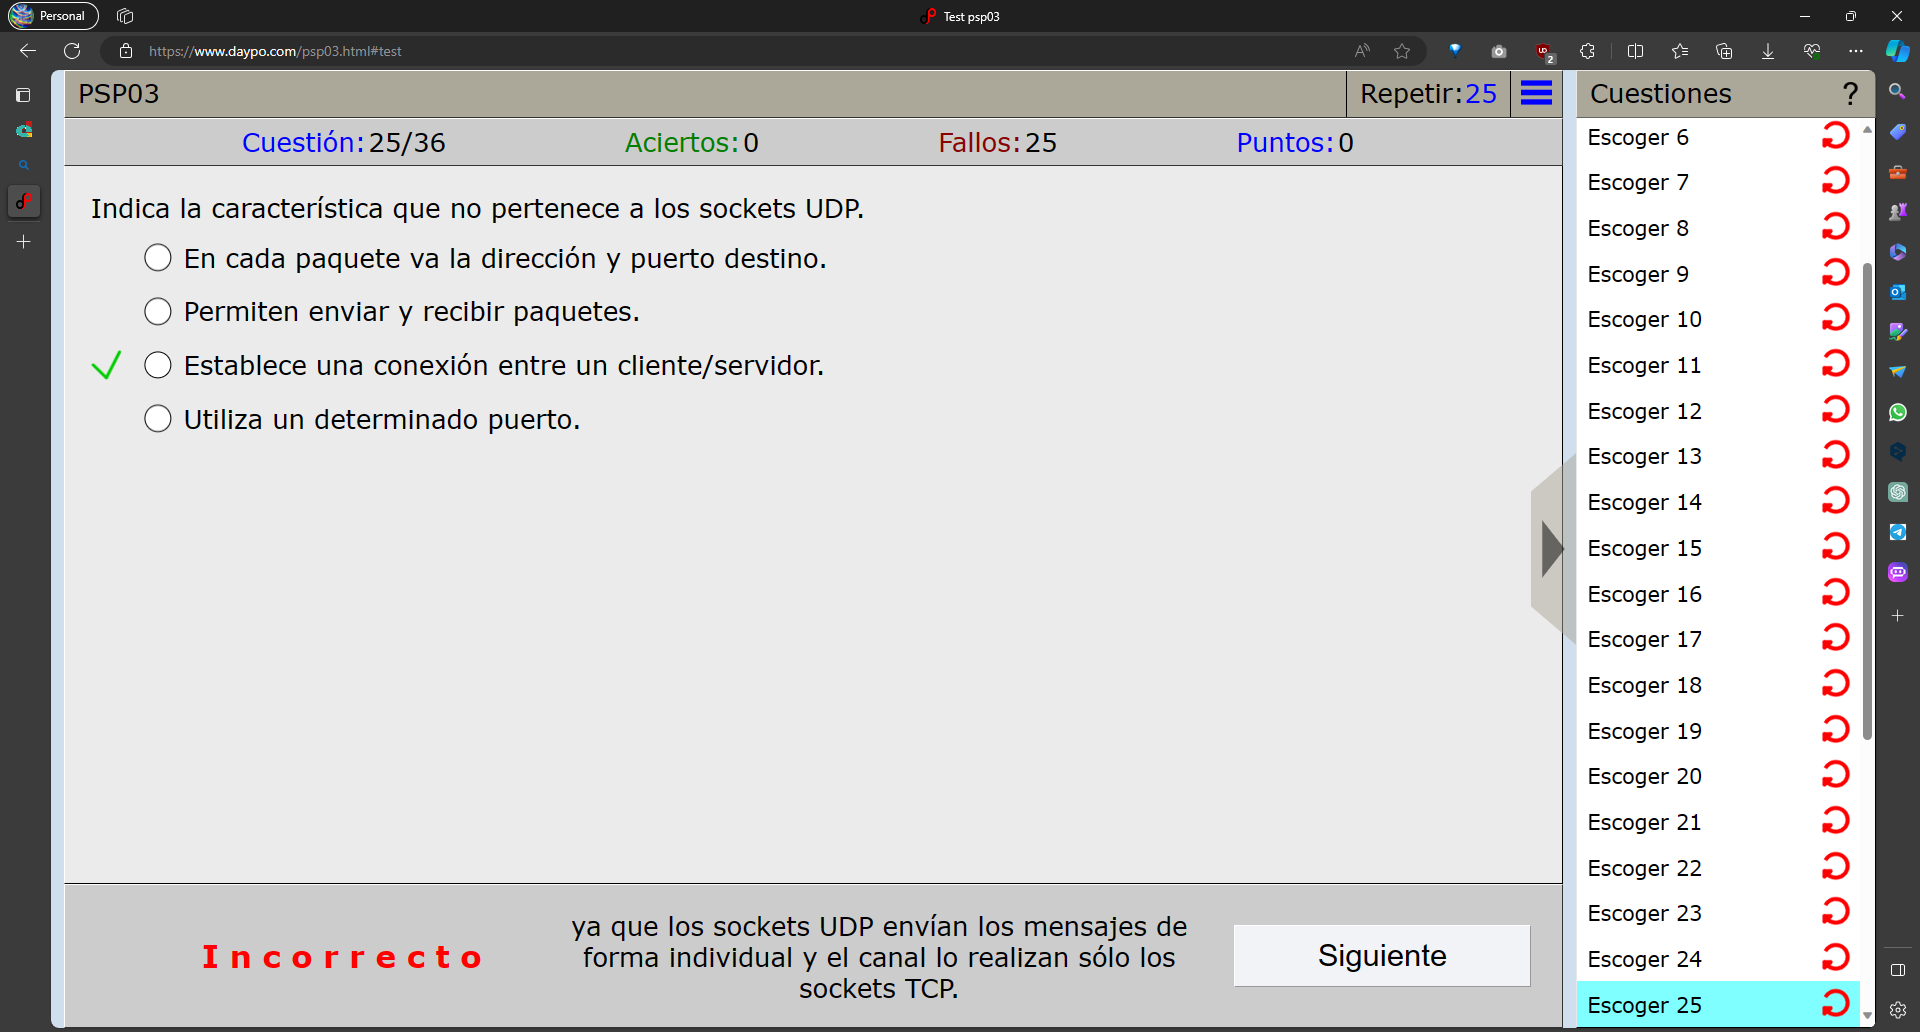 Personal
Test psp03
https://www.daypo.com/psp03.html#test
2
PSP03
Repetir:25
Cuestiones
?
Cuestión:25/36
Aciertos:0
Fallos:25
Puntos:0
Indica la característica que no pertenece a los sockets UDP.
En cada paquete va la dirección y puerto destino.
Permiten enviar y recibir paquetes.
Establece una conexión entre un cliente/servidor.
Utiliza un determinado puerto.
Incorrecto
ya que los sockets UDP envían los mensajes de
forma individual y el canal lo realizan sólo los
sockets TCP.
Siguiente
Escoger 6
Escoger 7
Escoger 8
Escoger 9
Escoger 10
Escoger 11
Escoger 12
Escoger 13
Escoger 14
Escoger 15
Escoger 16
Escoger 17
Escoger 18
Escoger 19
Escoger 20
Escoger 21
Escoger 22
Escoger 23
Escoger 24
Escoger 25